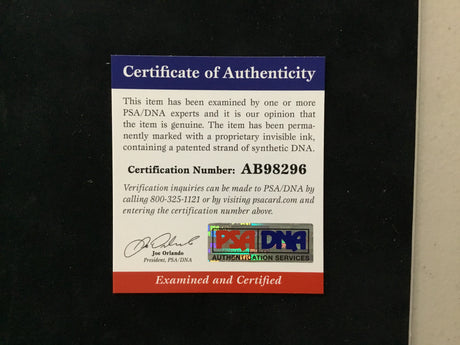 Certificate of Authenticity
This item has been examined by one or more
PSA/DNA experts and it is our opinion that
the item is genuine. The item has been perma-
nently marked with a proprietary invisible ink,
containing a patented strand of synthetic DNA.
Certification Number: AB98296
Verification inquiries can be made to PSA/DNA by
calling 800-325-1121 or by visiting psacard.com and
entering the certification number above.
PSA DNA
AUTHENTICATION SERVICES
Joe Orlando
President, PSA/DNA
Examined and Certified